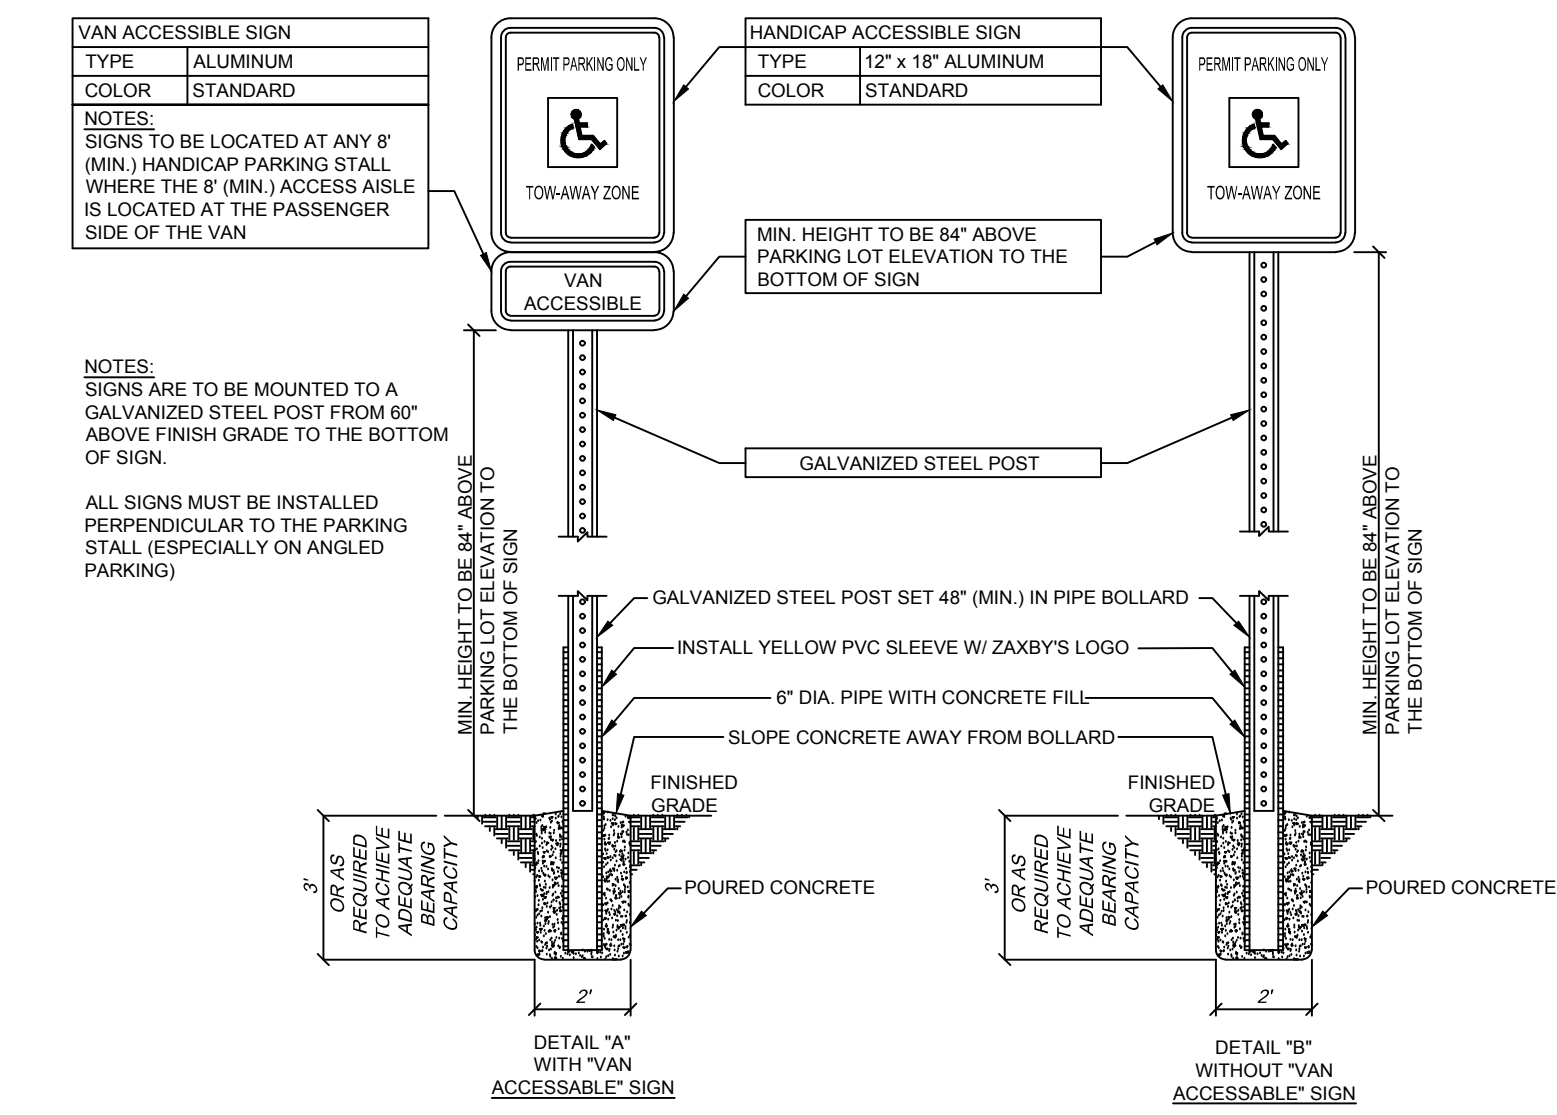 VAN ACCESSIBLE SIGN
TYPE ALUMINUM
COLOR STANDARD
NOTES:
SIGNS TO BE LOCATED AT ANY 8'
(MIN.) HANDICAP PARKING STALL
WHERE THE 8' (MIN.) ACCESS AISLE
IS LOCATED AT THE PASSENGER
SIDE OF THE VAN
PERMIT PARKING ONLY
TOW-AWAY ZONE
VAN
ACCESSIBLE
HANDICAP ACCESSIBLE SIGN
TYPE 12" x 18" ALUMINUM
COLOR STANDARD
MIN. HEIGHT TO BE 84" ABOVE
PARKING LOT ELEVATION TO THE
BOTTOM OF SIGN
PERMIT PARKING ONLY
TOW-AWAY ZONE
NOTES:
SIGNS ARE TO BE MOUNTED TO A
GALVANIZED STEEL POST FROM 60"
ABOVE FINISH GRADE TO THE BOTTOM
OF SIGN.
ALL SIGNS MUST BE INSTALLED
PERPENDICULAR TO THE PARKING
STALL (ESPECIALLY ON ANGLED
PARKING)
MIN. HEIGHT TO BE 84" ABOVE
PARKING LOT ELEVATION TO
THE BOTTOM OF SIGN
GALVANIZED STEEL POST
MIN. HEIGHT TO BE 84" ABOVE
PARKING LOT ELEVATION TO
THE BOTTOM OF SIGN
GALVANIZED STEEL POST SET 48" (MIN.) IN PIPE BOLLARD
INSTALL YELLOW PVC SLEEVE W/ ZAXBY'S LOGO
6" DIA. PIPE WITH CONCRETE FILL
SLOPE CONCRETE AWAY FROM BOLLARD
FINISHED
GRADE
FINISHED
GRADE
3'
OR AS
REQUIRED
TO ACHIEVE
ADEQUATE
BEARING
CAPACITY
POURED CONCRETE
3'
OR AS
REQUIRED
TO ACHIEVE
ADEQUATE
BEARING
CAPACITY
POURED CONCRETE
2'
2'
DETAIL "A"
WITH "VAN
ACCESSABLE" SIGN
DETAIL "B"
WITHOUT "VAN
ACCESSABLE" SIGN